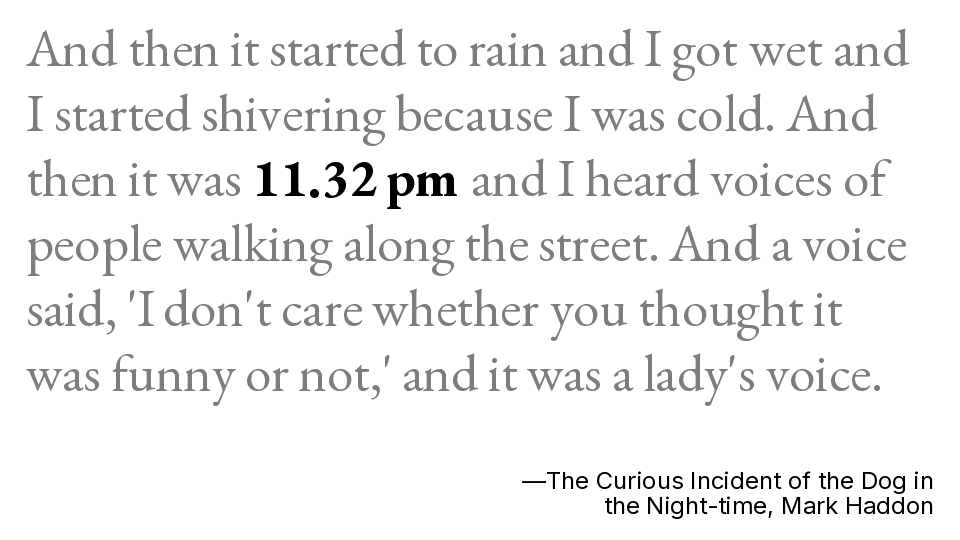 And then it started to rain and I got wet and
I started shivering because I was cold. And
then it was 11.32 pm and I heard voices of
people walking along the street. And a voice
said, 'I don't care whether you thought it
was funny or not,' and it was a lady's voice.
—The Curious Incident of the Dog in
the Night-time, Mark Haddon